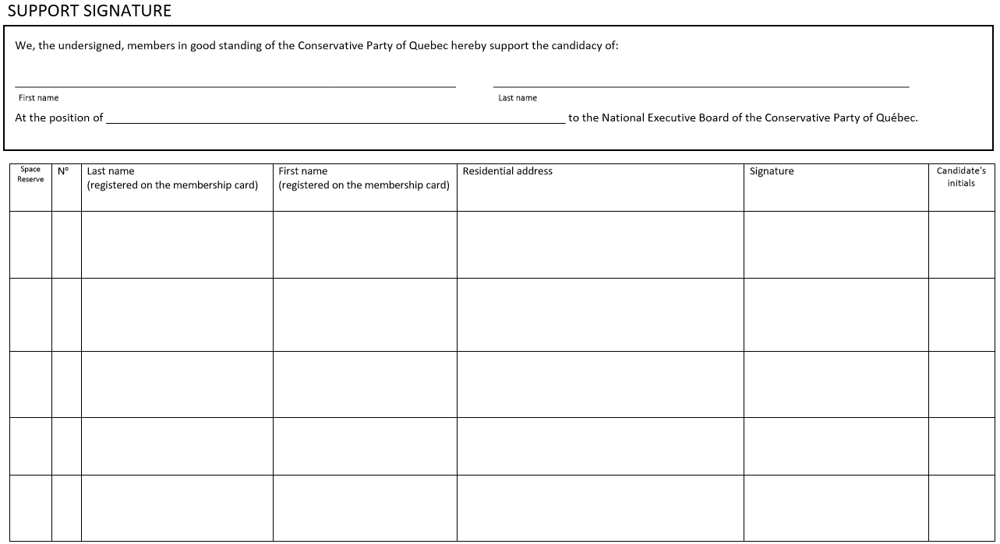 SUPPORT SIGNATURE
We, the undersigned, members in good standing of the Conservative Party of Quebec hereby support the candidacy of:
First name
Last name
At the position of ______ to the National Executive Board of the Conservative Party of Québec.
Space Reserve
N°
Last name
(registered on the membership card)
First name
(registered on the membership card)
Residential address
Signature
Candidate's
initials